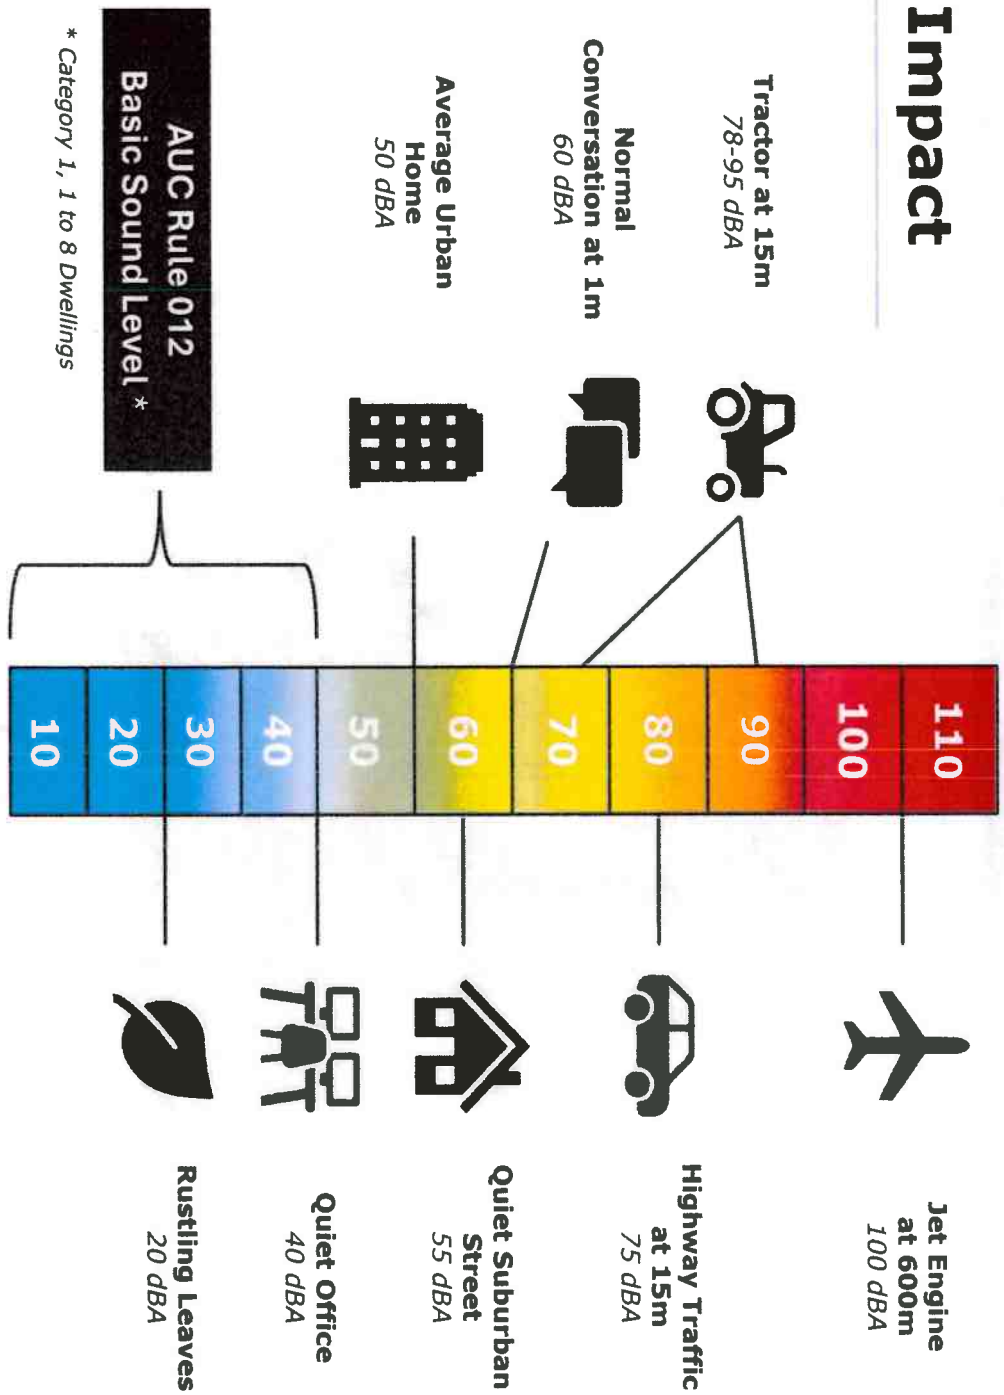 Impact
Tractor at 15m
78-95 dBA
Normal
Conversation at 1m
60 dBA
Average Urban
Home
50 dBA
AUC Rule 012
Basic Sound Level *
* Category 1, 1 to 8 Dwellings
110
100
90
80
70
60
50
40
30
20
10
Jet Engine
at 600m
100 dBA
Highway Traffic
at 15m
75 dBA
Quiet Suburban
Street
55 dBA
Quiet Office
40 dBA
Rustling Leaves
20 dBA